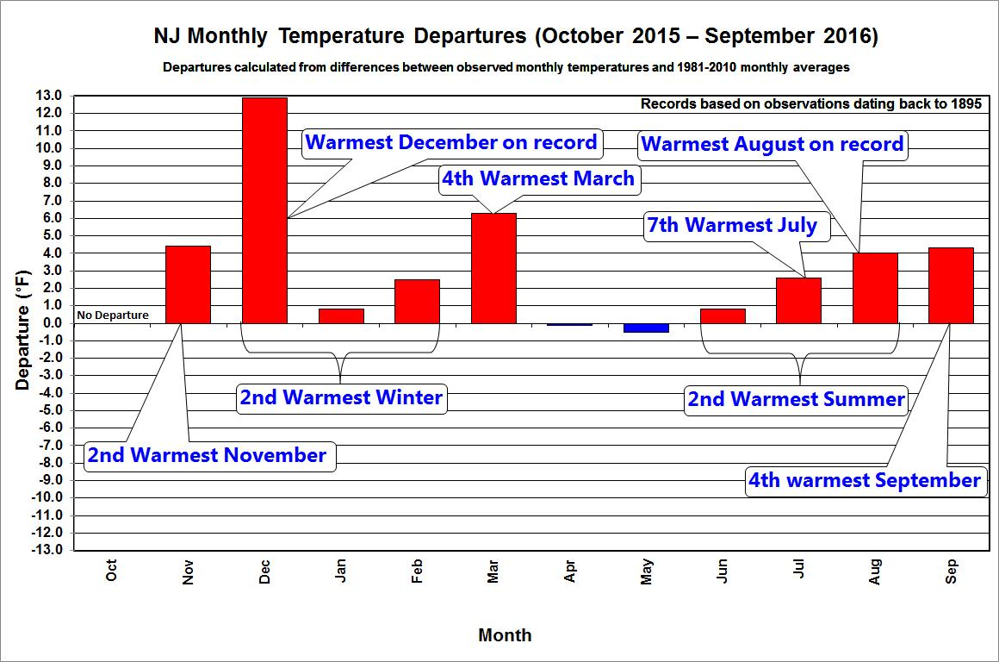 NJ Monthly Temperature Departures (October 2015 – September 2016)
Departures calculated from differences between observed monthly temperatures and 1981-2010 monthly averages
Records based on observations dating back to 1895
Departure (°F)
13.0
12.0
11.0
10.0
9.0
8.0
7.0
6.0
5.0
4.0
3.0
2.0
1.0
0.0
-1.0
-2.0
-3.0
-4.0
-5.0
-6.0
-7.0
-8.0
-9.0
-10.0
-11.0
-12.0
-13.0
Warmest December on record
Warmest August on record
4th Warmest March
7th Warmest July
No Departure
2nd Warmest Winter
2nd Warmest Summer
2nd Warmest November
4th warmest September
Oct
Nov
Dec
Jan
Feb
Mar
Apr
May
Jun
Jul
Aug
Sep
Month